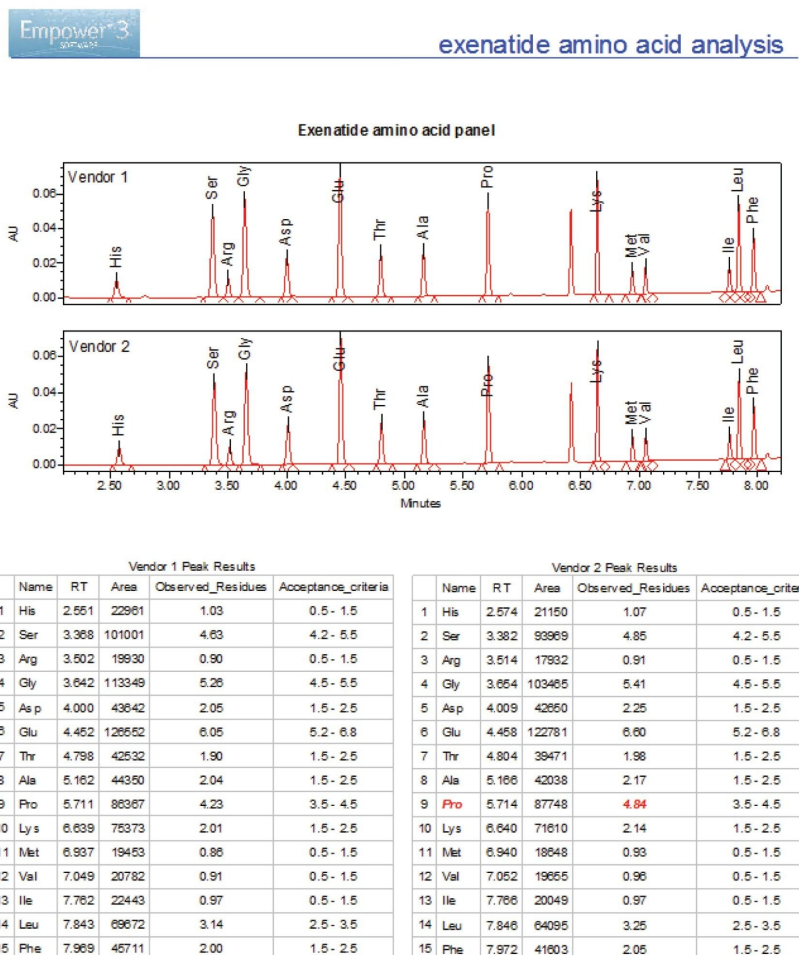 Empower™3
SOFTWARE
exenatide amino acid analysis
Exenatide amino acid panel
Vendor 1
AU
0.06
0.04
0.02
0.00
His
Ser
Arg
Gly
Asp
Glu
Thr
Ala
Pro
Lys
Met
Val
Ile
Leu
Phe
Vendor 2
AU
0.06
0.04
0.02
0.00
His
Ser
Arg
Gly
Asp
Glu
Thr
Ala
Pro
Lys
Met
Val
Ile
Leu
Phe
2.50 3.00 3.50 4.00 4.50 5.00 5.50 6.00 6.50 7.00 7.50 8.00
Minutes
Vendor 1 Peak Results
Name RT Area Observed_Residues Acceptance_criteria
1 His 2.551 22961 1.03 0.5 - 1.5
2 Ser 3.368 101001 4.63 4.2 - 5.5
3 Arg 3.502 19930 0.90 0.5 - 1.5
4 Gly 3.642 113349 5.26 4.5 - 5.5
5 Asp 4.000 43642 2.05 1.5 - 2.5
6 Glu 4.452 126552 6.05 5.2 - 6.8
7 Thr 4.798 42532 1.90 1.5 - 2.5
8 Ala 5.162 44350 2.04 1.5 - 2.5
9 Pro 5.711 86367 4.23 3.5 - 4.5
10 Lys 6.639 75373 2.01 1.5 - 2.5
11 Met 6.937 19453 0.86 0.5 - 1.5
12 Val 7.049 20782 0.91 0.5 - 1.5
13 Ile 7.762 22443 0.97 0.5 - 1.5
14 Leu 7.843 69672 3.14 2.5 - 3.5
15 Phe 7.969 45711 2.00 1.5 - 2.5
Vendor 2 Peak Results
Name RT Area Observed_Residues Acceptance_crite
1 His 2.574 21150 1.07 0.5 - 1.5
2 Ser 3.382 93969 4.85 4.2 - 5.5
3 Arg 3.514 17932 0.91 0.5 - 1.5
4 Gly 3.654 103465 5.41 4.5 - 5.5
5 Asp 4.009 42650 2.25 1.5 - 2.5
6 Glu 4.458 122781 6.60 5.2 - 6.8
7 Thr 4.804 39471 1.98 1.5 - 2.5
8 Ala 5.166 42038 2.17 1.5 - 2.5
9 Pro 5.714 87748 4.84 3.5 - 4.5
10 Lys 6.640 71610 2.14 1.5 - 2.5
11 Met 6.940 18648 0.93 0.5 - 1.5
12 Val 7.052 19655 0.96 0.5 - 1.5
13 Ile 7.766 20049 0.97 0.5 - 1.5
14 Leu 7.846 64095 3.25 2.5 - 3.5
15 Phe 7.972 41603 2.05 1.5 - 2.5